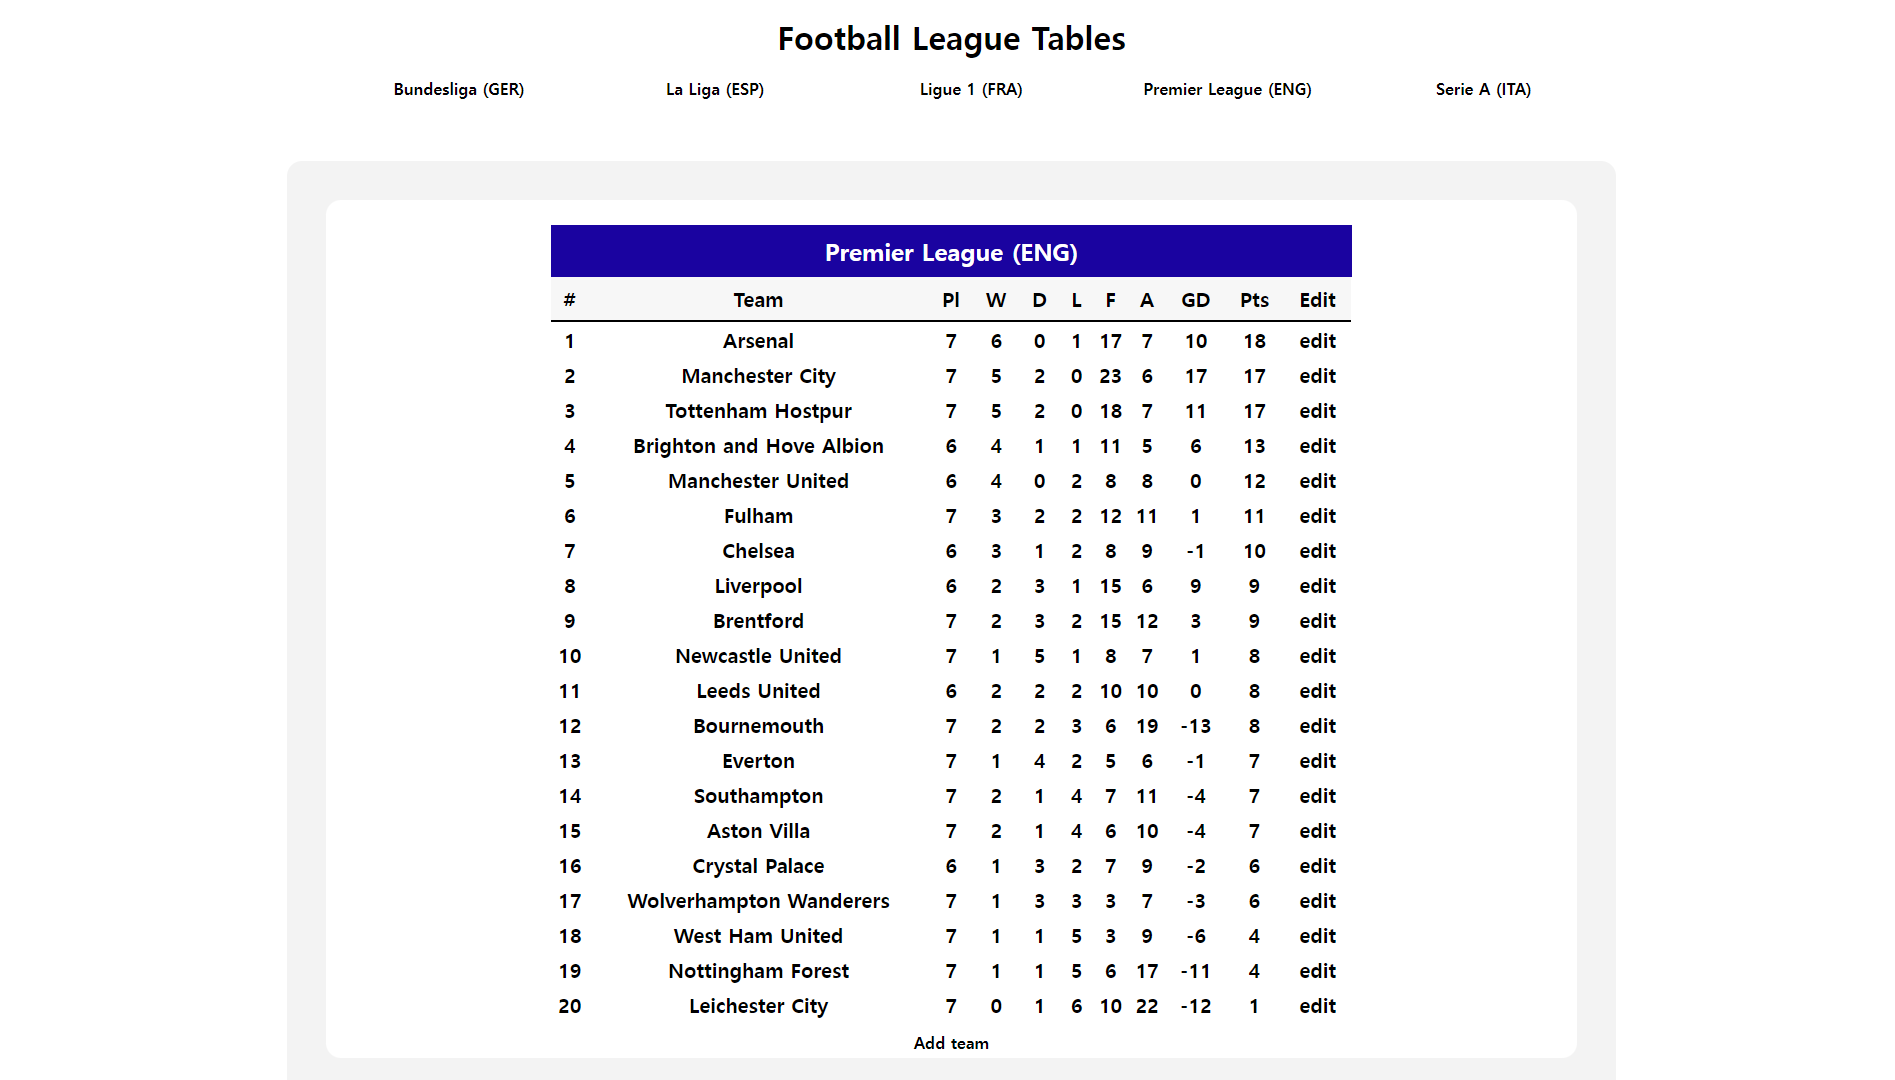 Football League Tables
Bundesliga (GER) La Liga (ESP) Ligue 1 (FRA) Premier League (ENG) Serie A (ITA)
Premier League (ENG)
# Team Pl W D L F A GD Pts Edit
1 Arsenal 7 6 0 1 17 7 10 18 edit
2 Manchester City 7 5 2 0 23 6 17 17 edit
3 Tottenham Hostpur 7 5 2 0 18 7 11 17 edit
4 Brighton and Hove Albion 6 4 1 1 11 5 6 13 edit
5 Manchester United 6 4 0 2 8 8 0 12 edit
6 Fulham 7 3 2 2 12 11 1 11 edit
7 Chelsea 6 3 1 2 8 9 -1 10 edit
8 Liverpool 6 2 3 1 15 6 9 9 edit
9 Brentford 7 2 3 2 15 12 3 9 edit
10 Newcastle United 7 1 5 1 8 7 1 8 edit
11 Leeds United 6 2 2 2 10 10 0 8 edit
12 Bournemouth 7 2 2 3 6 19 -13 8 edit
13 Everton 7 1 4 2 5 6 -1 7 edit
14 Southampton 7 2 1 4 7 11 -4 7 edit
15 Aston Villa 7 2 1 4 6 10 -4 7 edit
16 Crystal Palace 6 1 3 2 7 9 -2 6 edit
17 Wolverhampton Wanderers 7 1 3 3 3 7 -3 6 edit
18 West Ham United 7 1 1 5 3 9 -6 4 edit
19 Nottingham Forest 7 1 1 5 6 17 -11 4 edit
20 Leichester City 7 0 1 6 10 22 -12 1 edit
Add team